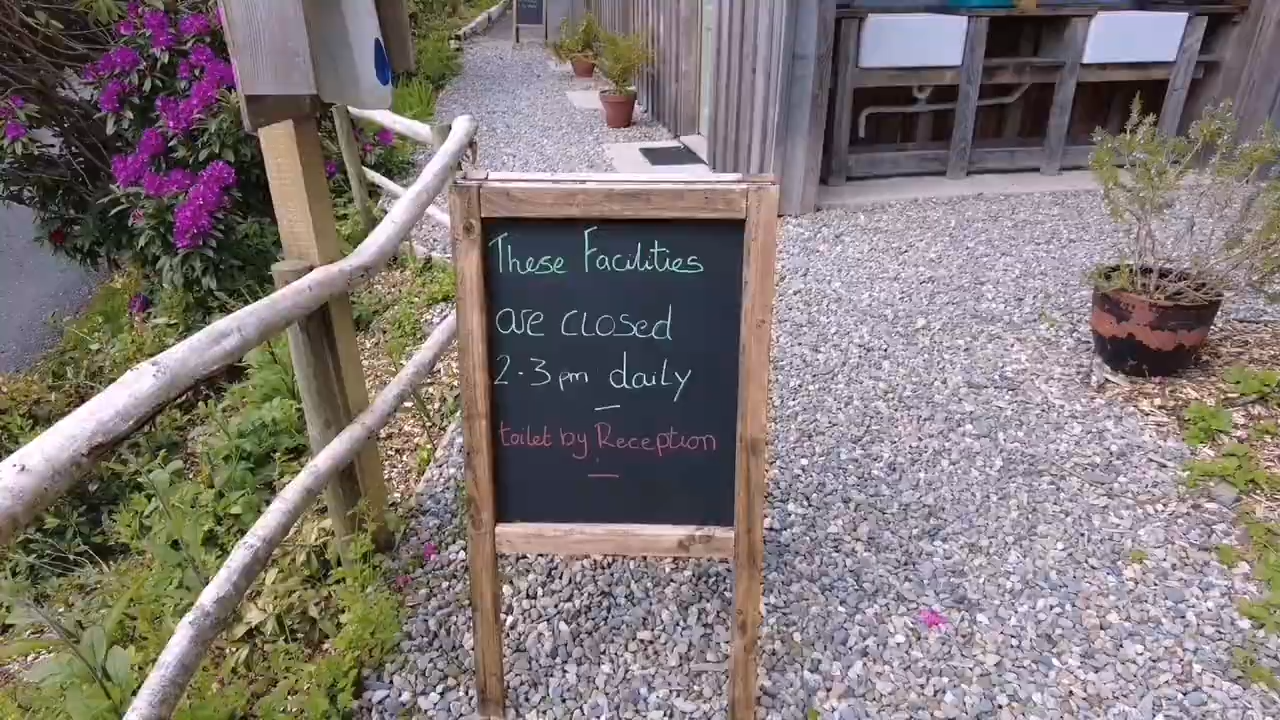 These Facilities
are closed
2-3pm daily
toilet by Reception